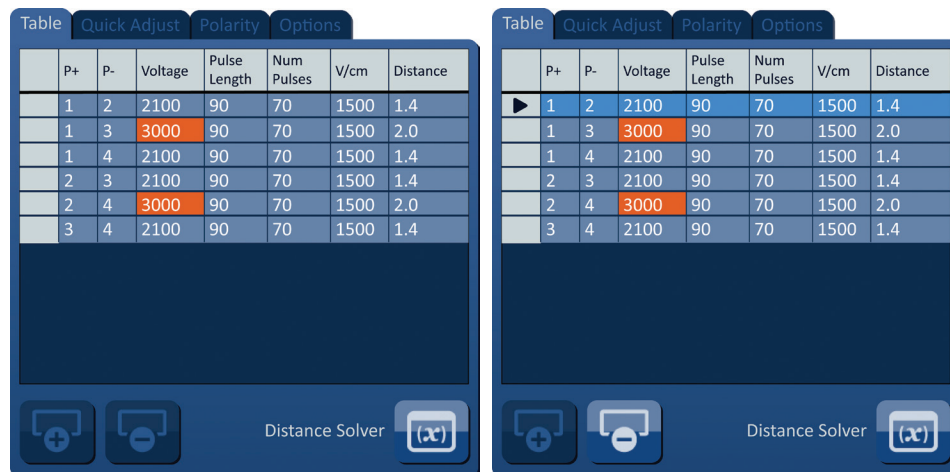 Table Quick Adjust Polarity Options
P+ P- Voltage Pulse Length Num Pulses V/cm Distance
1 2 2100 90 70 1500 1.4
1 3 3000 90 70 1500 2.0
1 4 2100 90 70 1500 1.4
2 3 2100 90 70 1500 1.4
2 4 3000 90 70 1500 2.0
3 4 2100 90 70 1500 1.4
Distance Solver (x)
Table Quick Adjust Polarity Options
P+ P- Voltage Pulse Length Num Pulses V/cm Distance
1 2 2100 90 70 1500 1.4
1 3 3000 90 70 1500 2.0
1 4 2100 90 70 1500 1.4
2 3 2100 90 70 1500 1.4
2 4 3000 90 70 1500 2.0
3 4 2100 90 70 1500 1.4
Distance Solver (x)